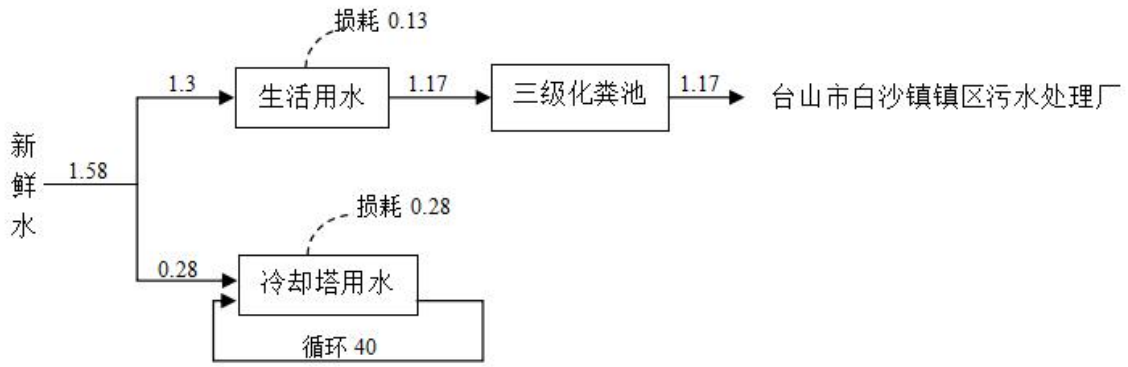 损耗 0.13
1.3
生活用水
1.17
三级化粪池
1.17
台山市白沙镇镇区污水处理厂
新鲜水
1.58
损耗 0.28
0.28
冷却塔用水
循环 40